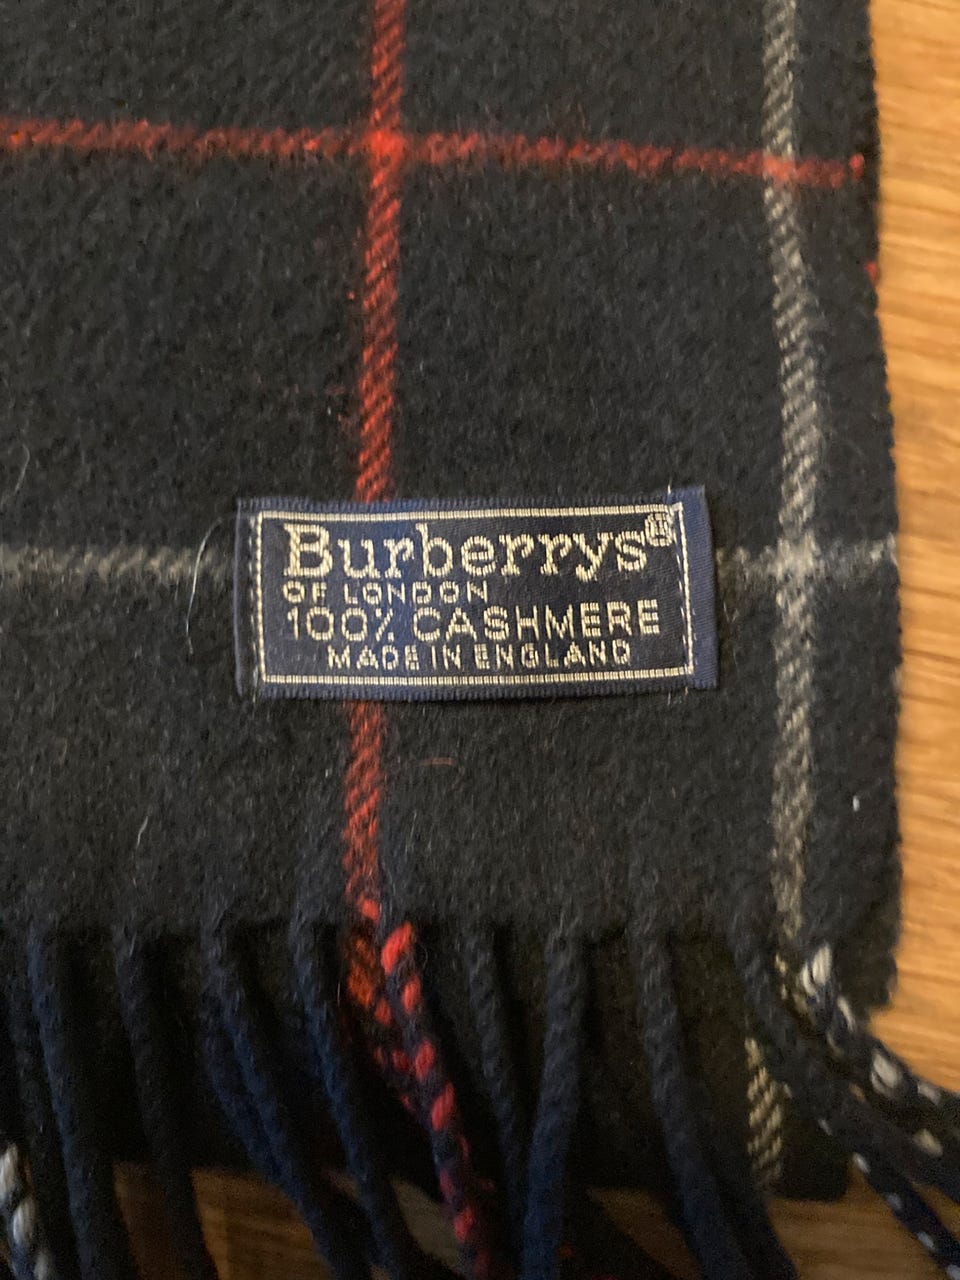 Burberrys®
OF LONDON
100% CASHMERE
MADE IN ENGLAND